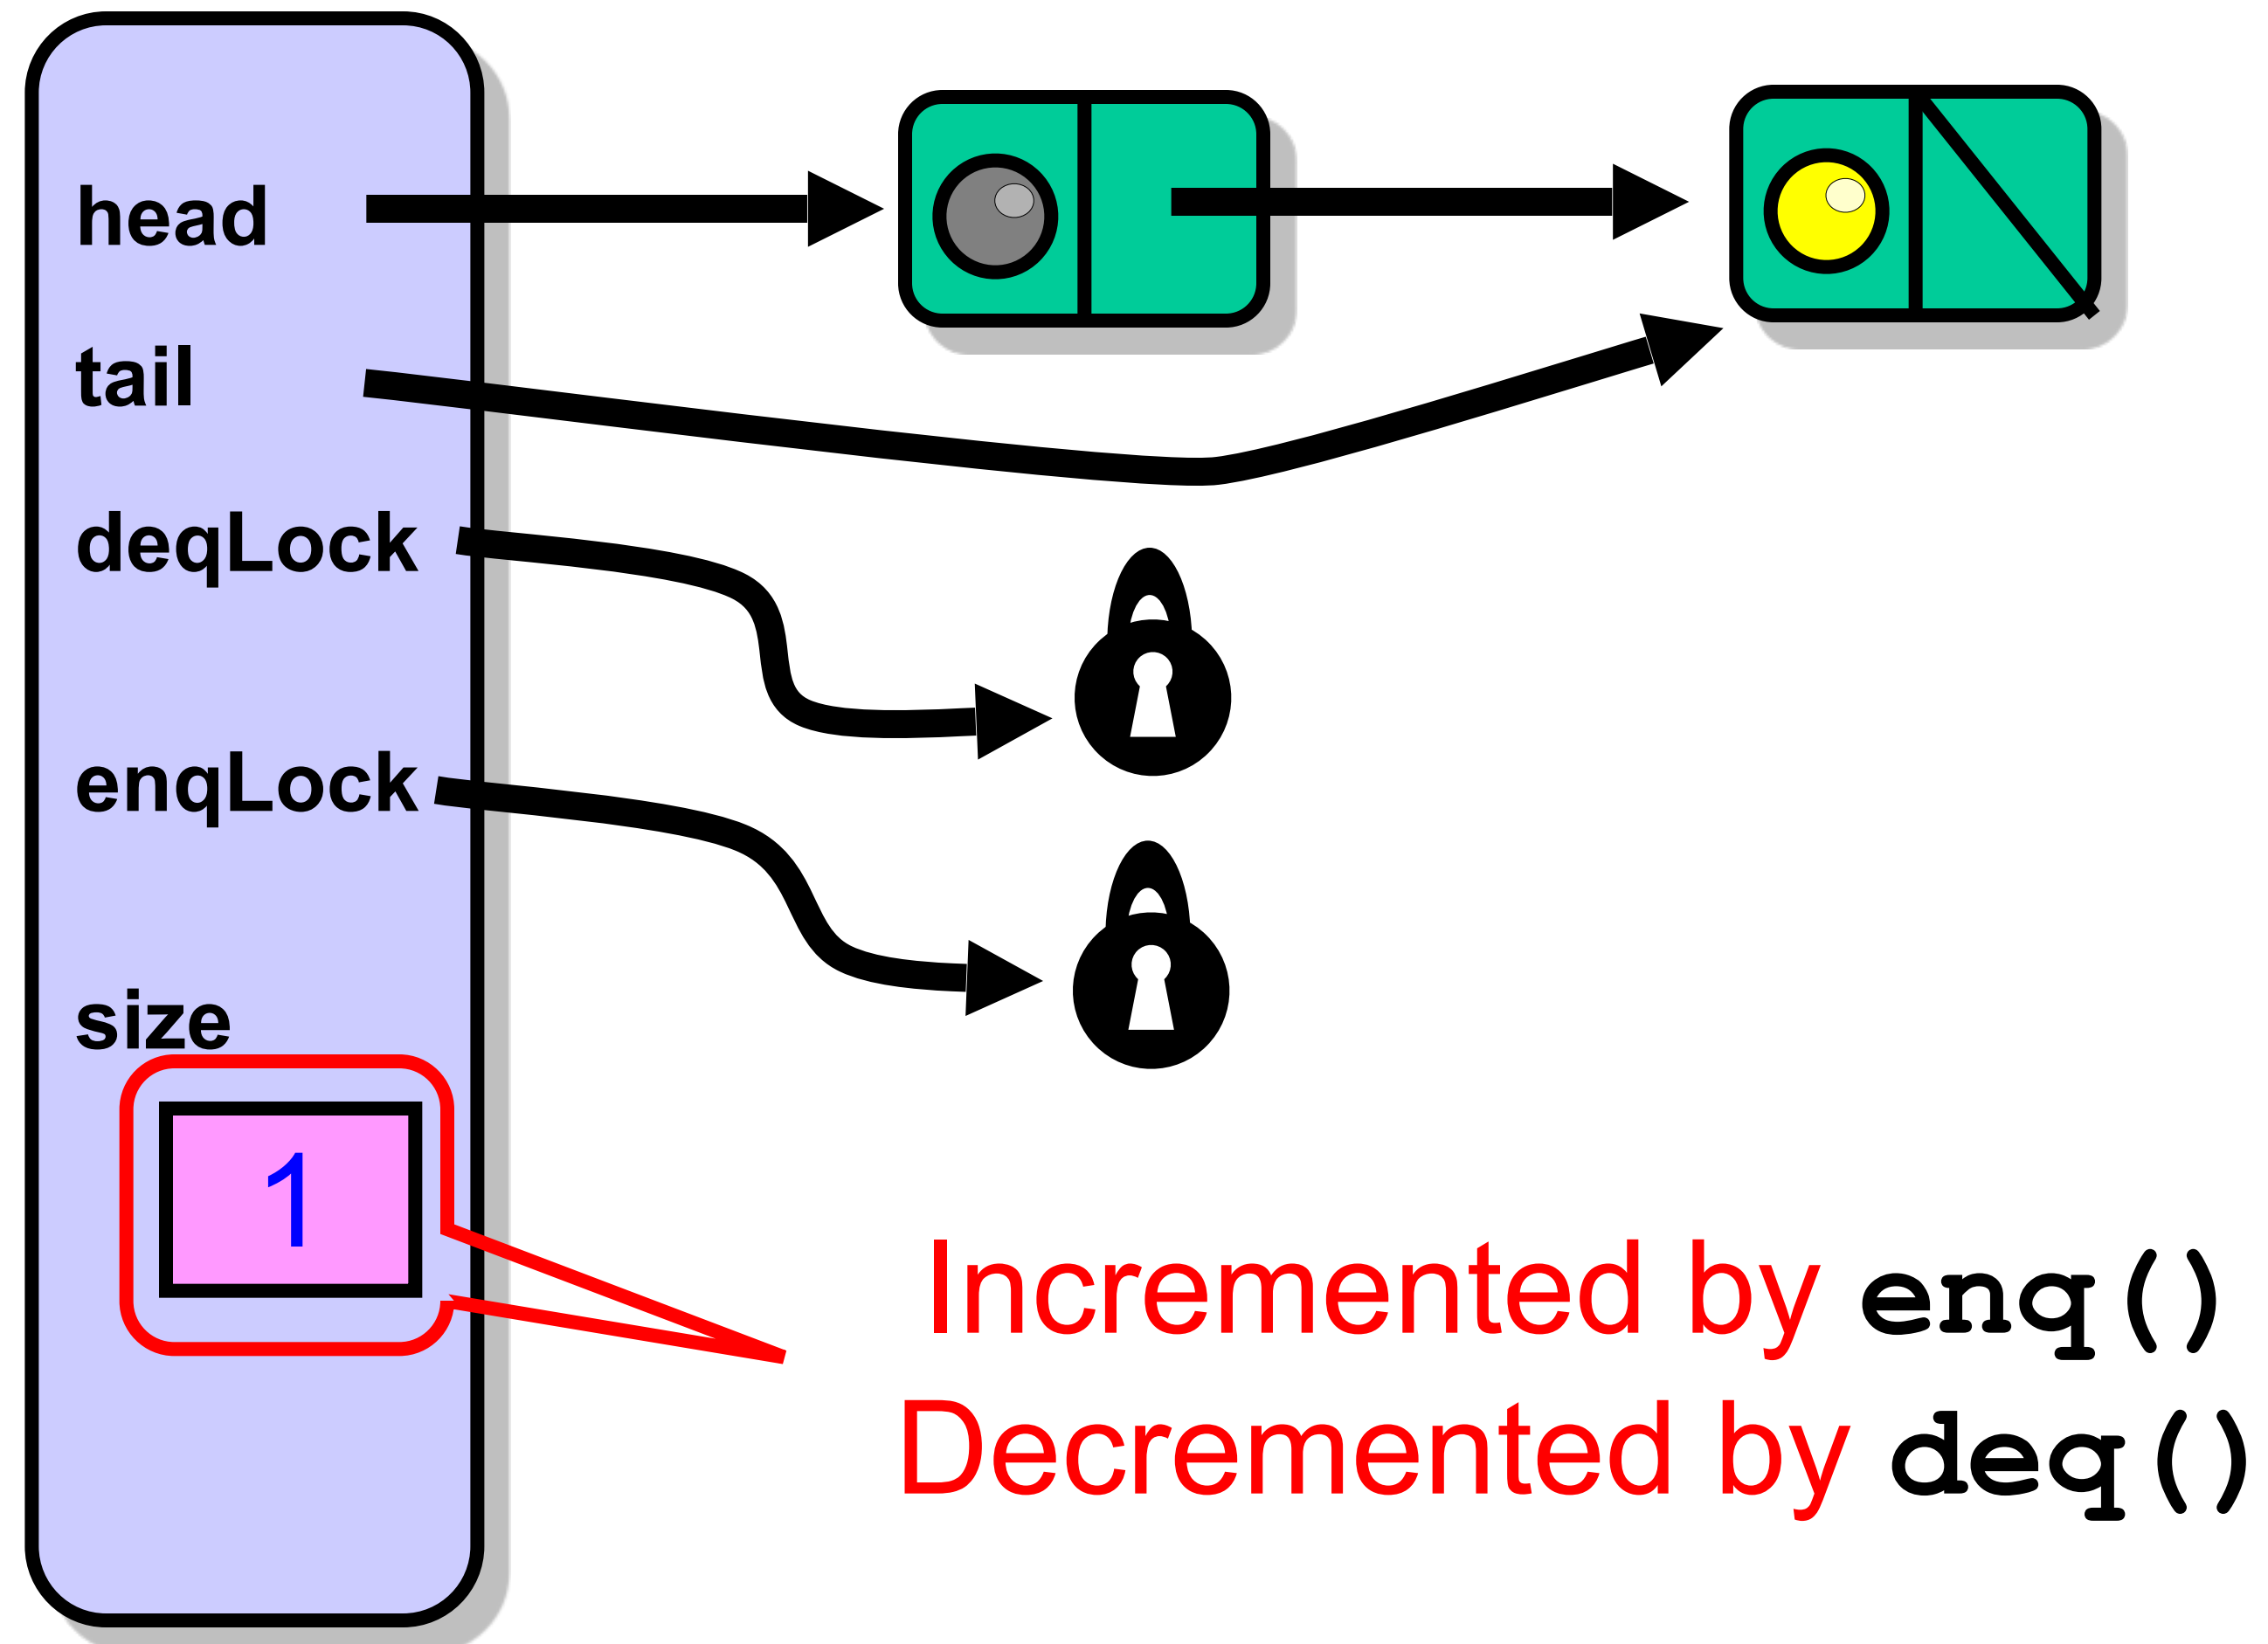 head
tail
deqLock
enqLock
size
1
Incremented by enq()
Decremented by deq()